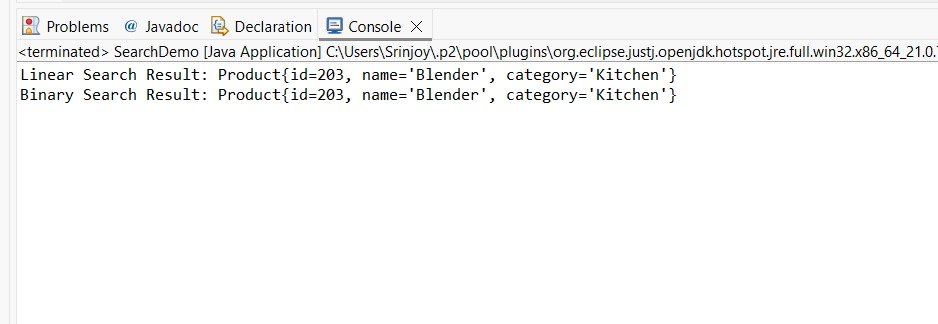 Problems @ Javadoc Declaration Console
<terminated> SearchDemo [Java Application] C:\Users\Srinjoy\.p2\pool\plugins\org.eclipse.justj.openjdk.hotspot.jre.full.win32.x86_64_21.0.
Linear Search Result: Product{id=203, name='Blender', category='Kitchen'}
Binary Search Result: Product{id=203, name='Blender', category='Kitchen'}